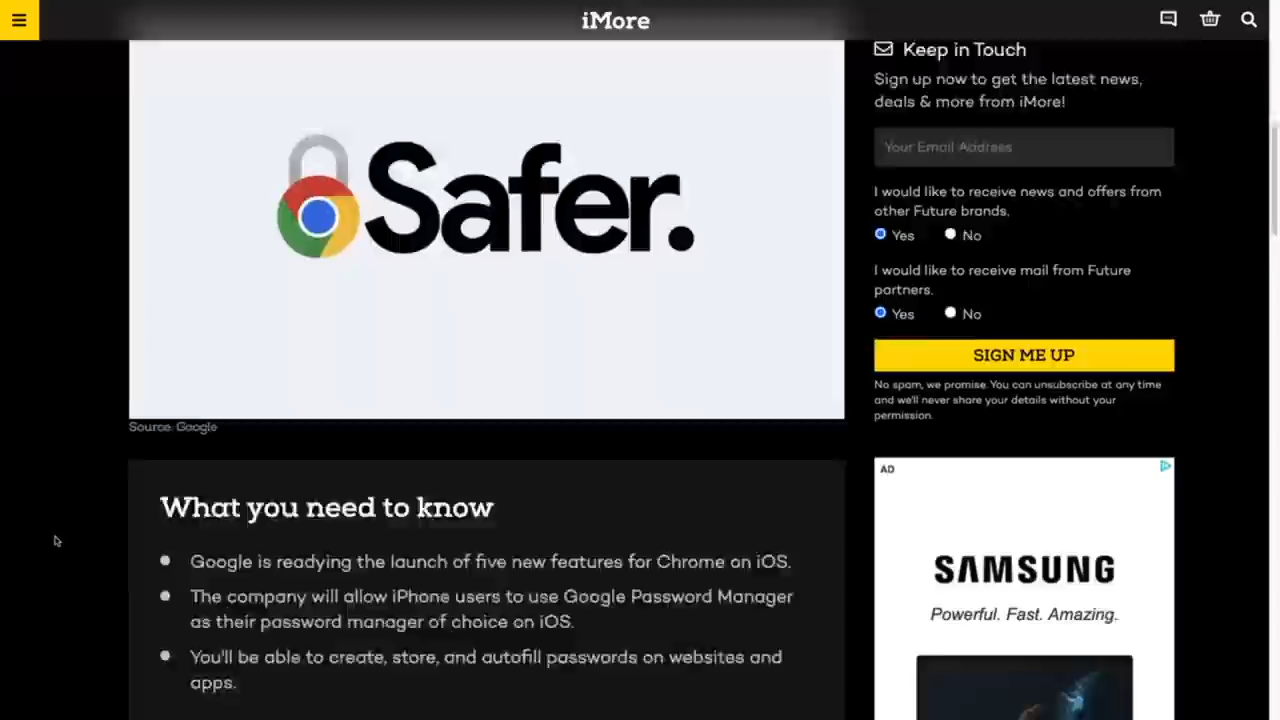 iMore
Safer.
Source: Google
What you need to know
Google is readying the launch of five new features for Chrome on iOS.
The company will allow iPhone users to use Google Password Manager
as their password manager of choice on iOS.
You'll be able to create, store, and autofill passwords on websites and
apps.
Keep in Touch
Sign up now to get the latest news,
deals & more from iMore!
Your Email Address
I would like to receive news and offers from
other Future brands.
Yes No
I would like to receive mail from Future
partners.
Yes No
SIGN ME UP
No spam, we promise. You can unsubscribe at any time
and we'll never share your details without your
permission.
AD
SAMSUNG
Powerful. Fast. Amazing.